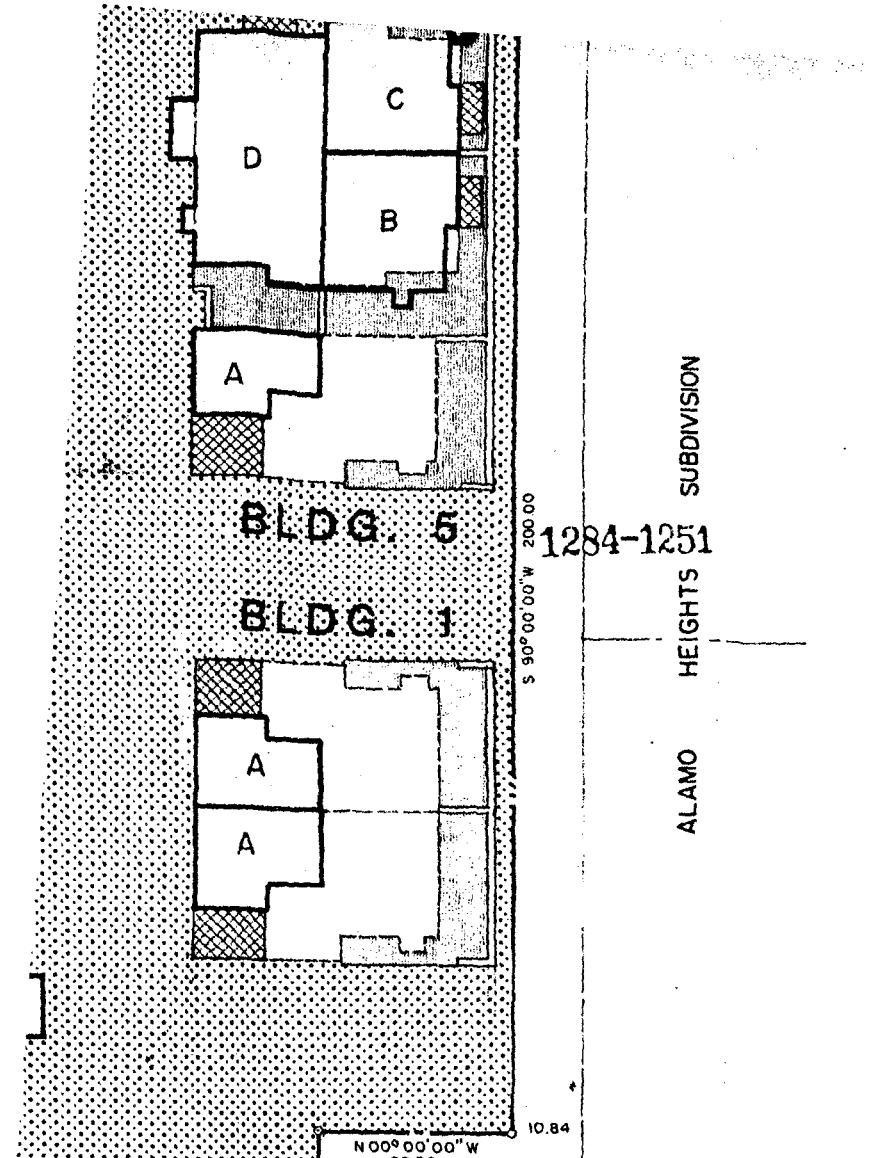 C
D
B
A
BLDG. 5
BLDG. 1
S 90° 00' 00" W 200.00
1284-1251
ALAMO HEIGHTS SUBDIVISION
A
A
10.84
N 00° 00' 00" W